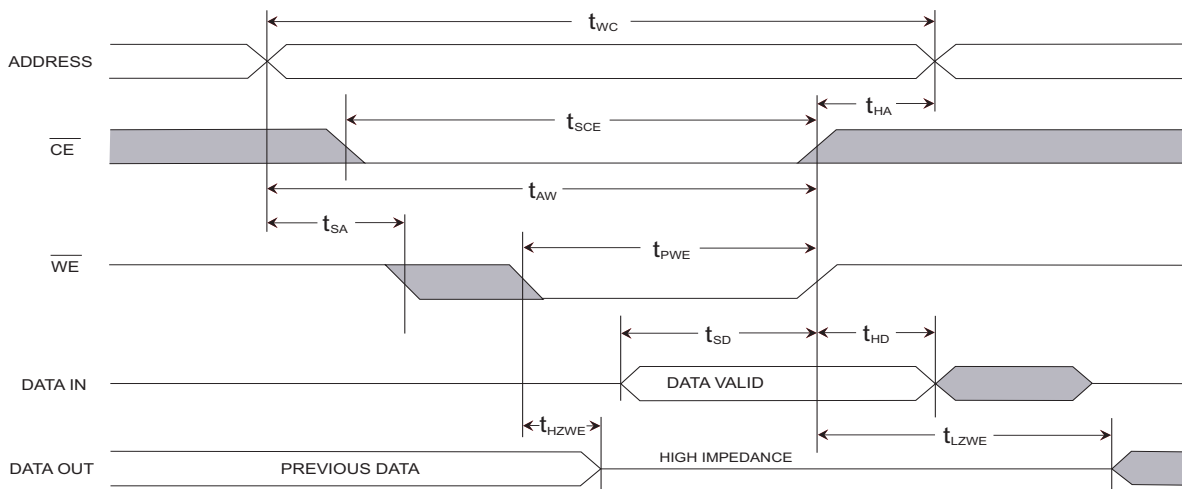 tWC
ADDRESS
tHA
tSCE
CE
tAW
tSA
tPWE
WE
tSD
tHD
DATA IN
DATA VALID
tHZWE
tLZWE
DATA OUT
PREVIOUS DATA
HIGH IMPEDANCE